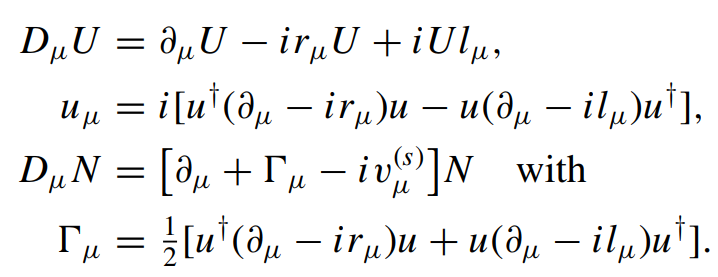 D_μU = ∂_μU − ir_μU + iUl_μ,
u_μ = i[u†(∂_μ − ir_μ)u − u(∂_μ − il_μ)u†],
D_μN = [∂_μ + Γ_μ − iv_μ^(s)]N with
Γ_μ = ½[u†(∂_μ − ir_μ)u + u(∂_μ − il_μ)u†].